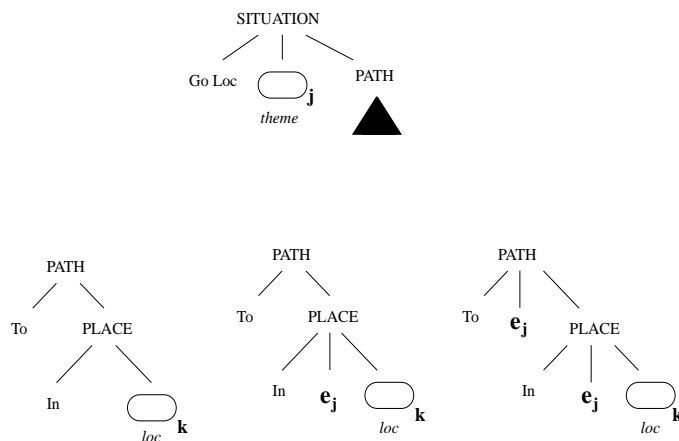 SITUATION
Go Loc j PATH
theme
PATH PATH PATH
To PLACE To PLACE To e j PLACE
In k In e j k In e j k
loc loc loc